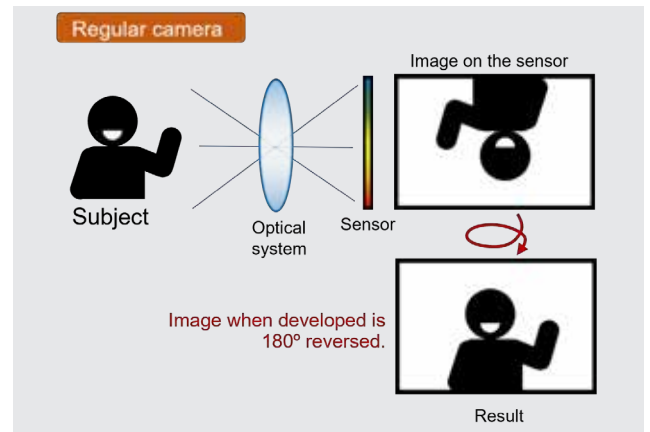 Regular camera
Image on the sensor
Subject
Optical
system
Sensor
Image when developed is
180º reversed.
Result